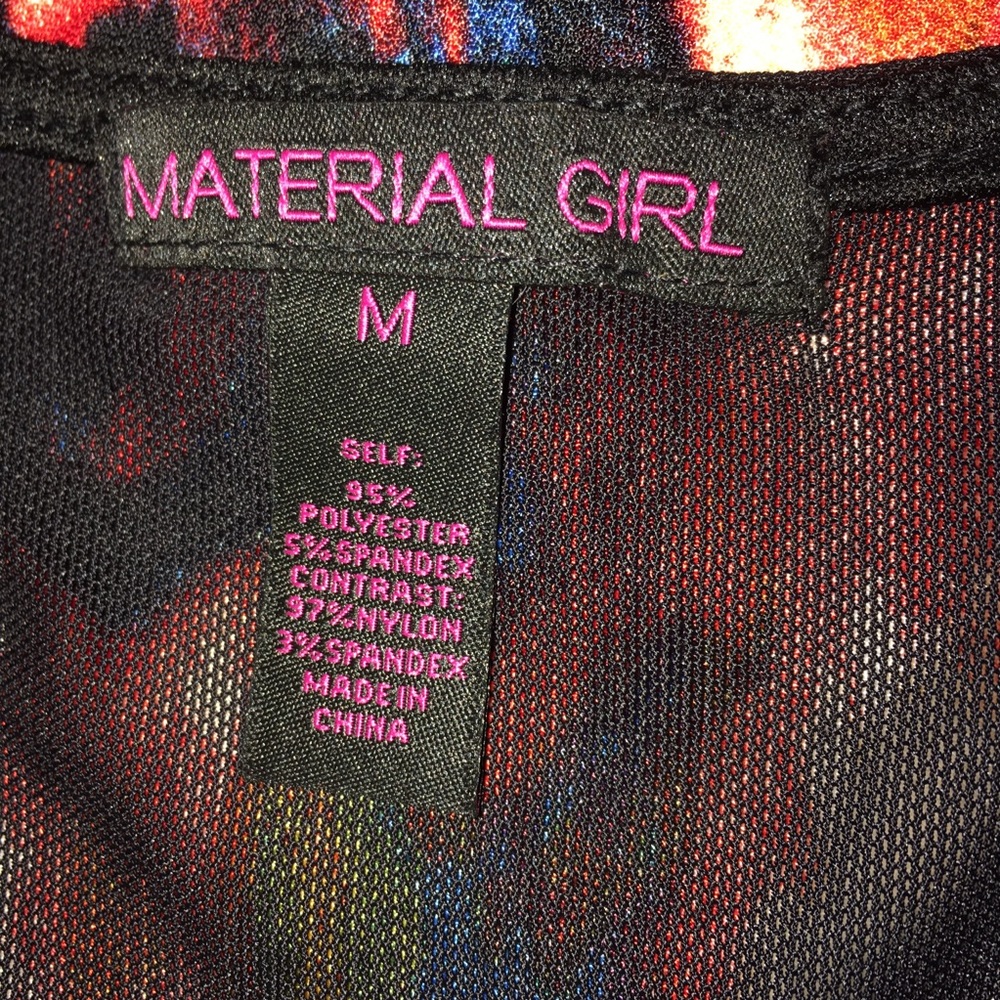 MATERIAL GIRL
M
SELF:
95%
POLYESTER
5%SPANDEX
CONTRAST:
97%NYLON
3%SPANDEX
MADE IN
CHINA